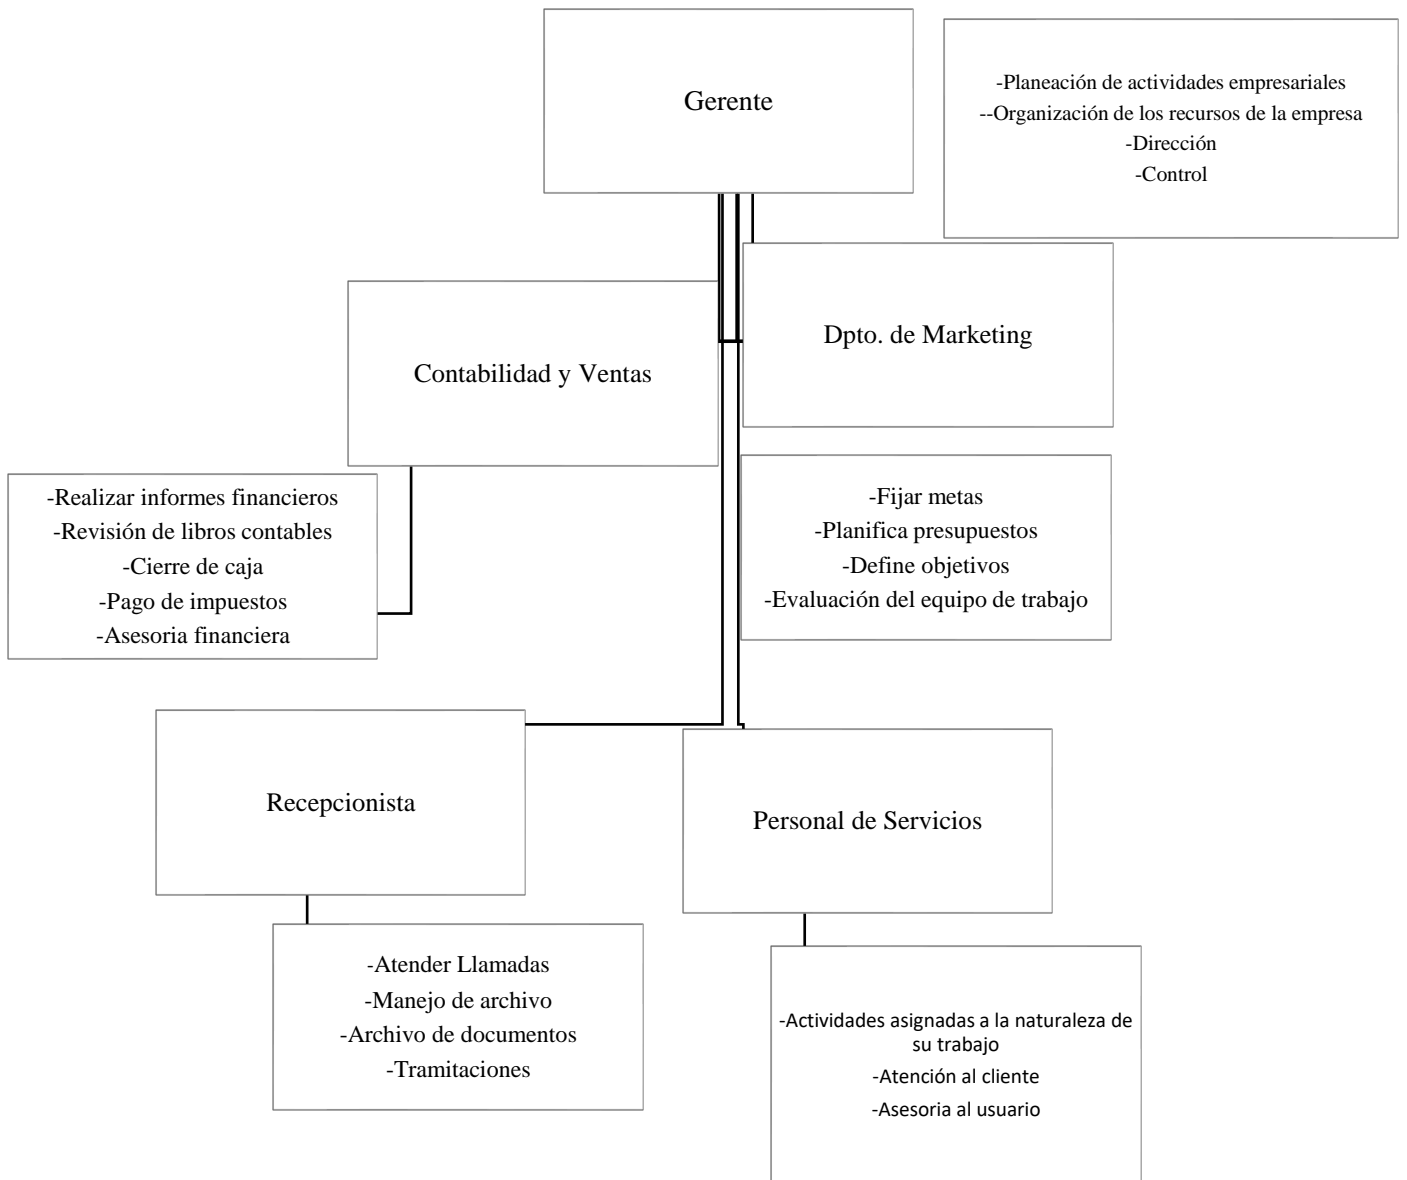 Gerente
-Planeación de actividades empresariales
--Organización de los recursos de la empresa
-Dirección
-Control
Dpto. de Marketing
Contabilidad y Ventas
-Realizar informes financieros
-Revisión de libros contables
-Cierre de caja
-Pago de impuestos
-Asesoria financiera
-Fijar metas
-Planifica presupuestos
-Define objetivos
-Evaluación del equipo de trabajo
Recepcionista
Personal de Servicios
-Atender Llamadas
-Manejo de archivo
-Archivo de documentos
-Tramitaciones
-Actividades asignadas a la naturaleza de
su trabajo
-Atención al cliente
-Asesoria al usuario